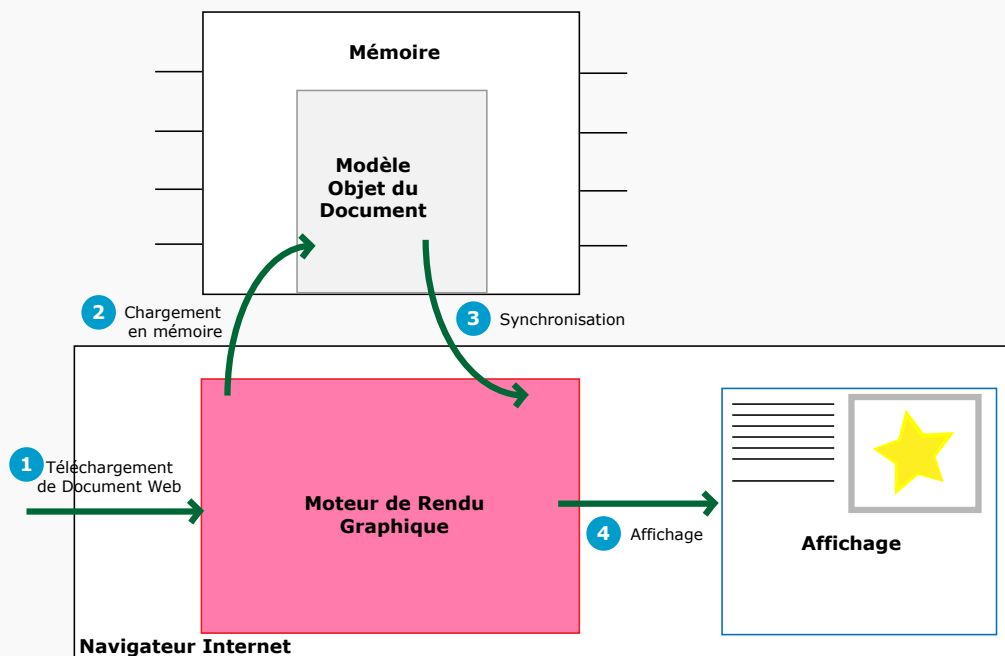 Mémoire
Modèle
Objet du
Document
2
Chargement
en mémoire
3
Synchronisation
1
Téléchargement
de Document Web
Moteur de Rendu
Graphique
4
Affichage
Affichage
Navigateur Internet